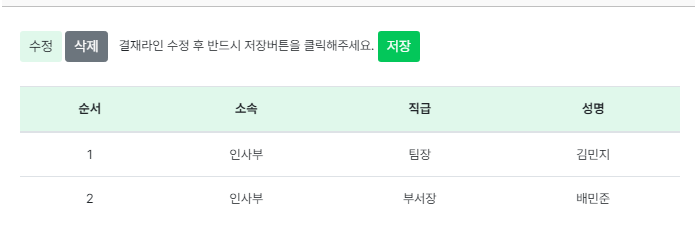 수정 삭제 결재라인 수정 후 반드시 저장버튼을 클릭해주세요. 저장
순서 소속 직급 성명
1 인사부 팀장 김민지
2 인사부 부서장 배민준